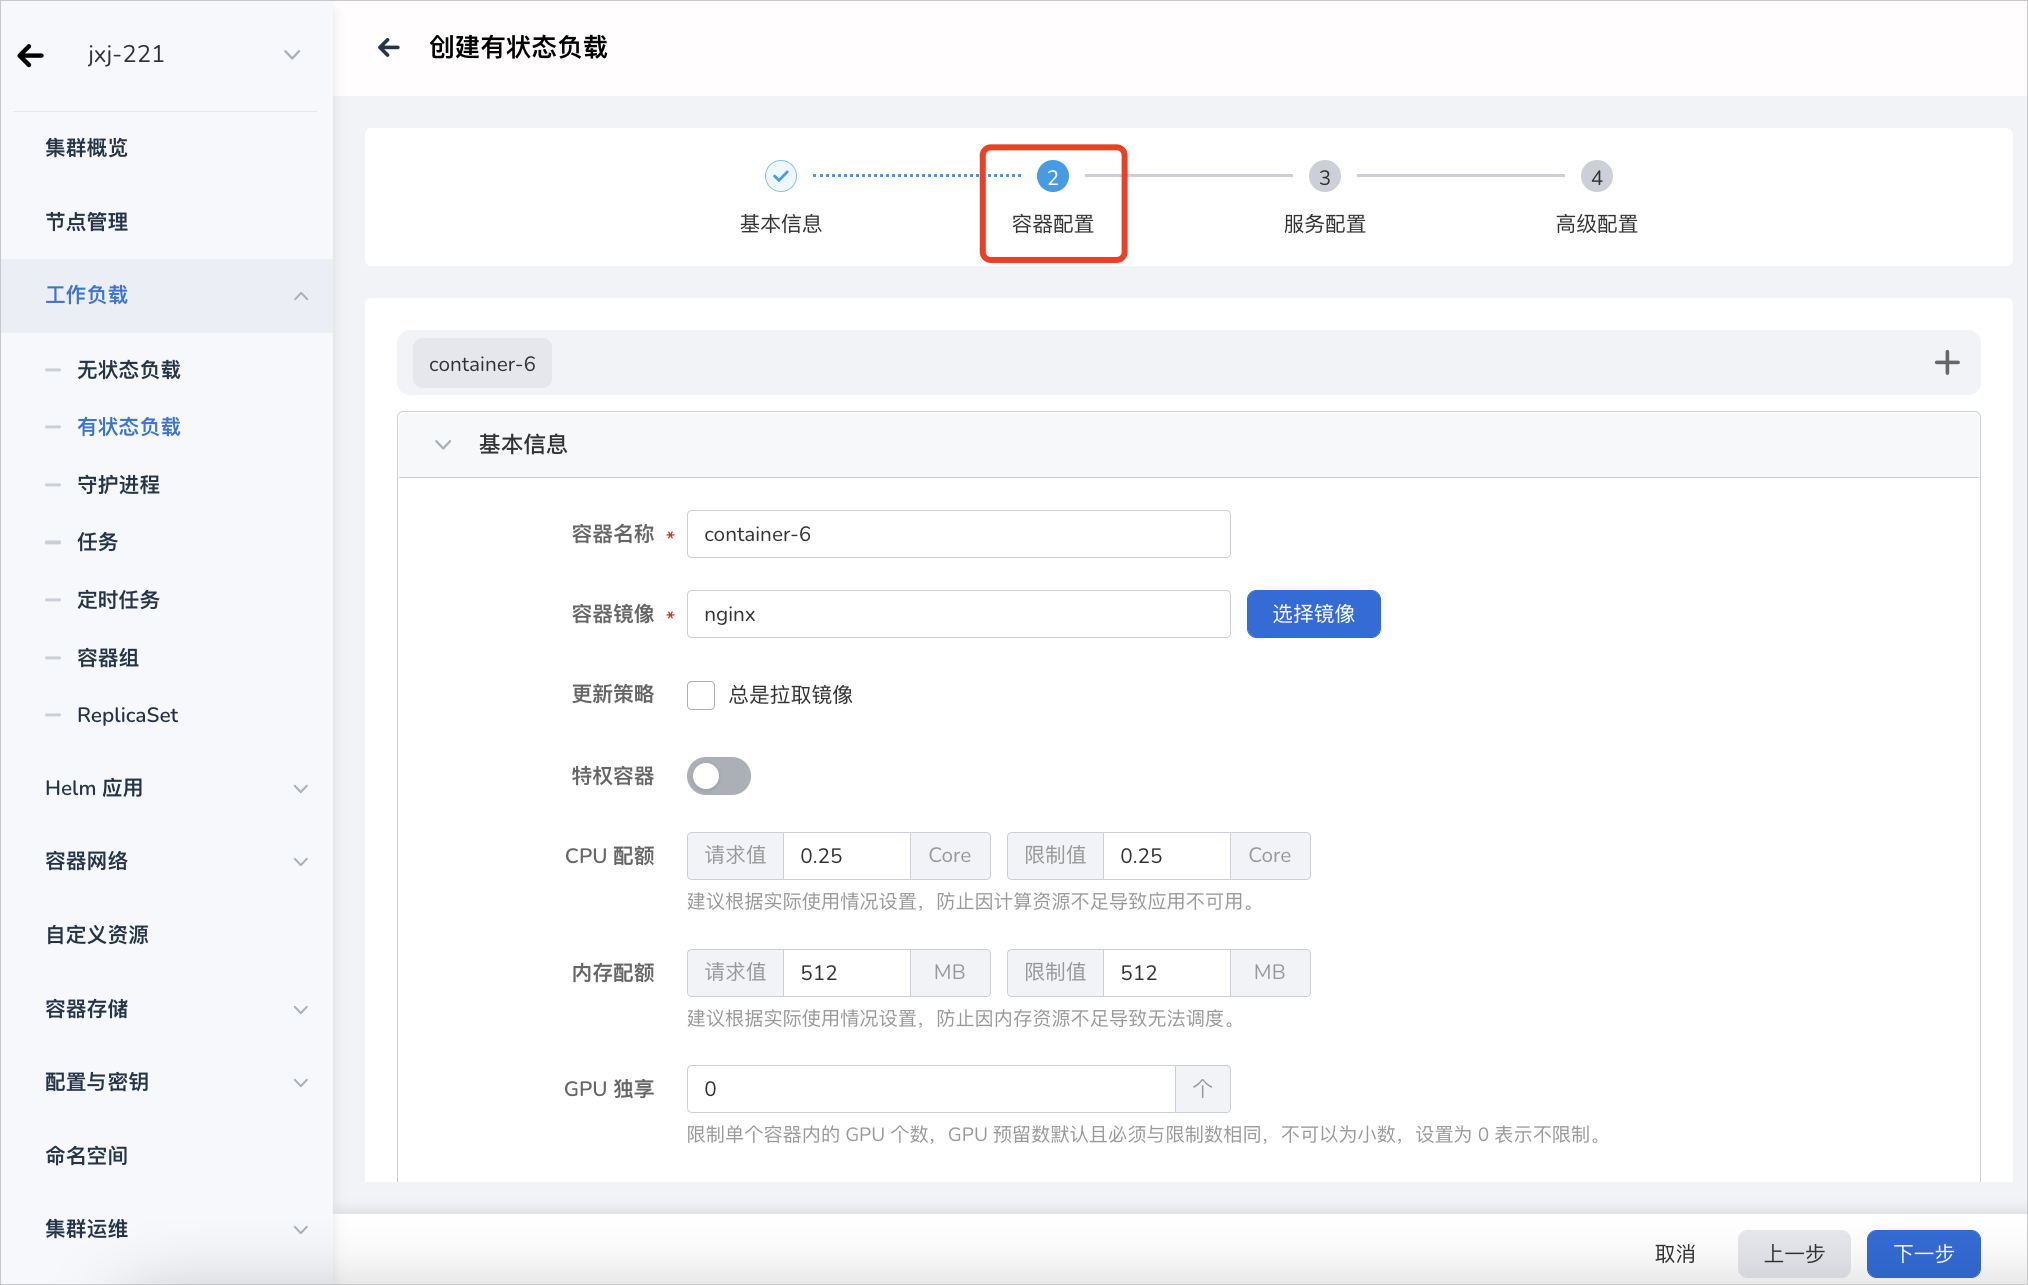 jxj-221
集群概览
节点管理
工作负载
无状态负载
有状态负载
守护进程
任务
定时任务
容器组
ReplicaSet
Helm 应用
容器网络
自定义资源
容器存储
配置与密钥
命名空间
集群运维
创建有状态负载
2 3 4
基本信息 容器配置 服务配置 高级配置
container-6 +
基本信息
容器名称 * container-6
容器镜像 * nginx 选择镜像
更新策略 总是拉取镜像
特权容器
CPU 配额 请求值 0.25 Core 限制值 0.25 Core
建议根据实际使用情况设置，防止因计算资源不足导致应用不可用。
内存配额 请求值 512 MB 限制值 512 MB
建议根据实际使用情况设置，防止因内存资源不足导致无法调度。
GPU 独享 0 个
限制单个容器内的 GPU 个数，GPU 预留数默认且必须与限制数相同，不可以为小数，设置为 0 表示不限制。
取消 上一步 下一步